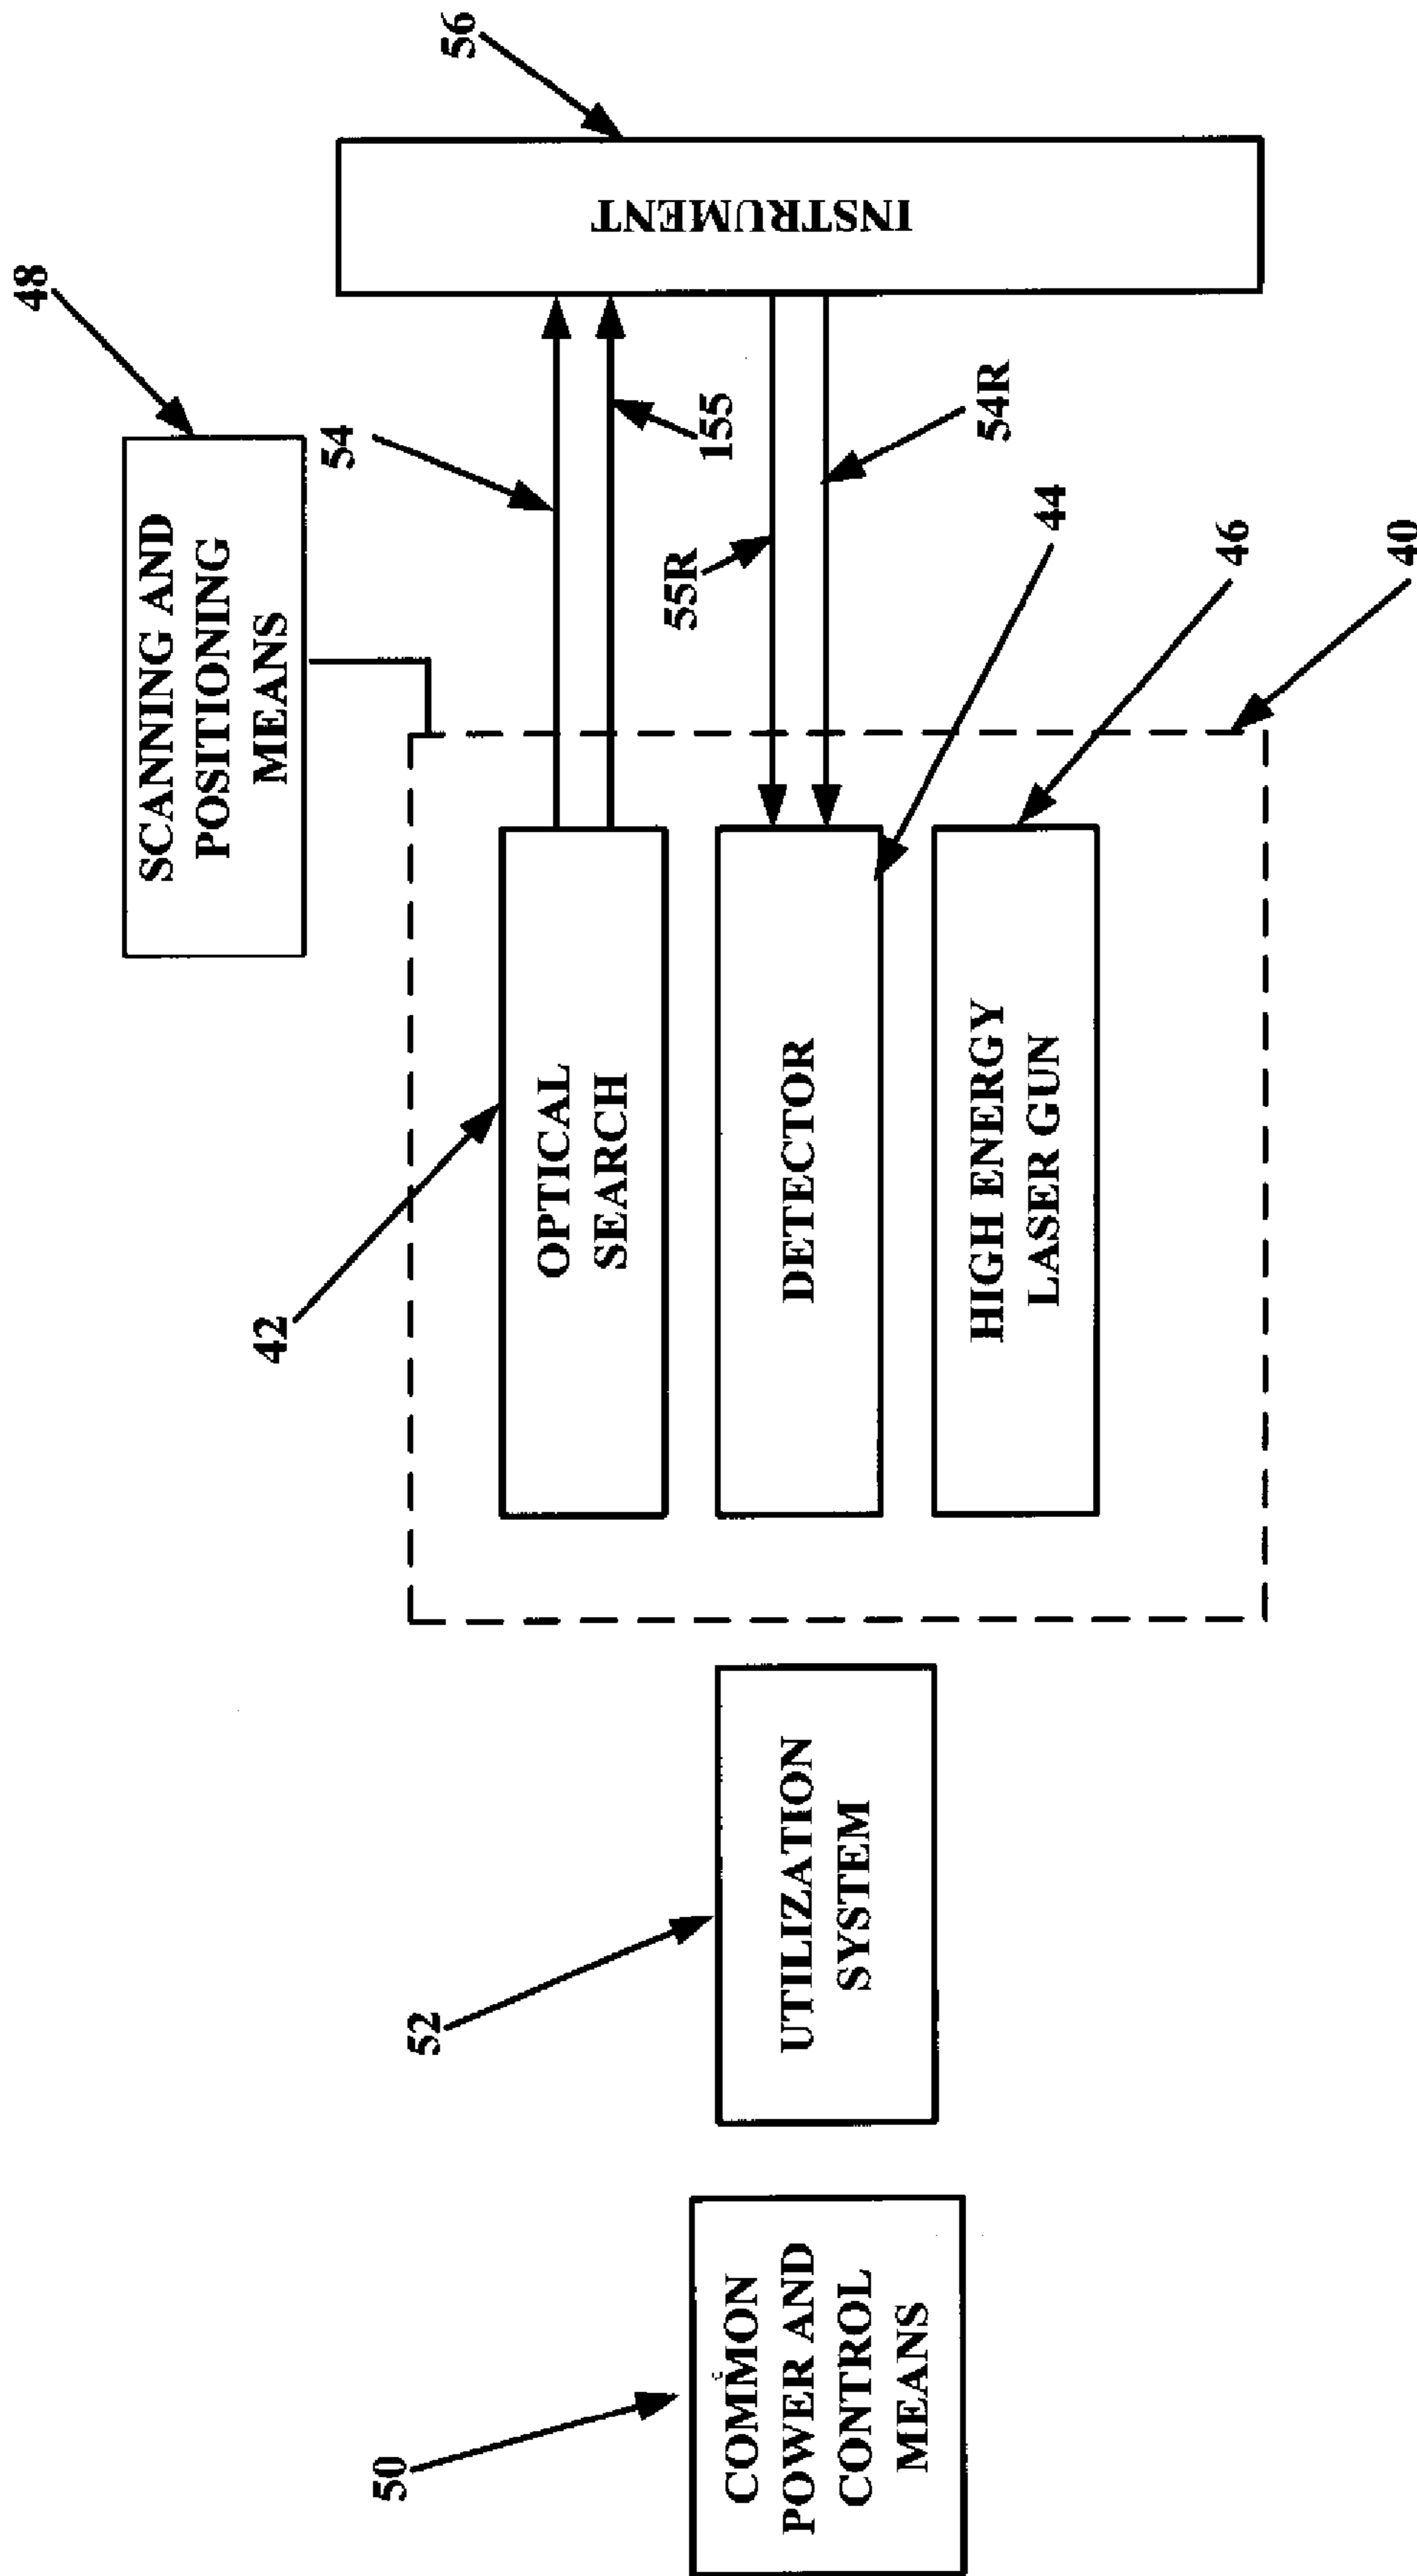 48
SCANNING AND
POSITIONING
MEANS
56
INSTRUMENT
54
155
55R
54R
42
OPTICAL
SEARCH
44
DETECTOR
46
HIGH ENERGY
LASER GUN
40
52
UTILIZATION
SYSTEM
50
COMMON
POWER AND
CONTROL
MEANS